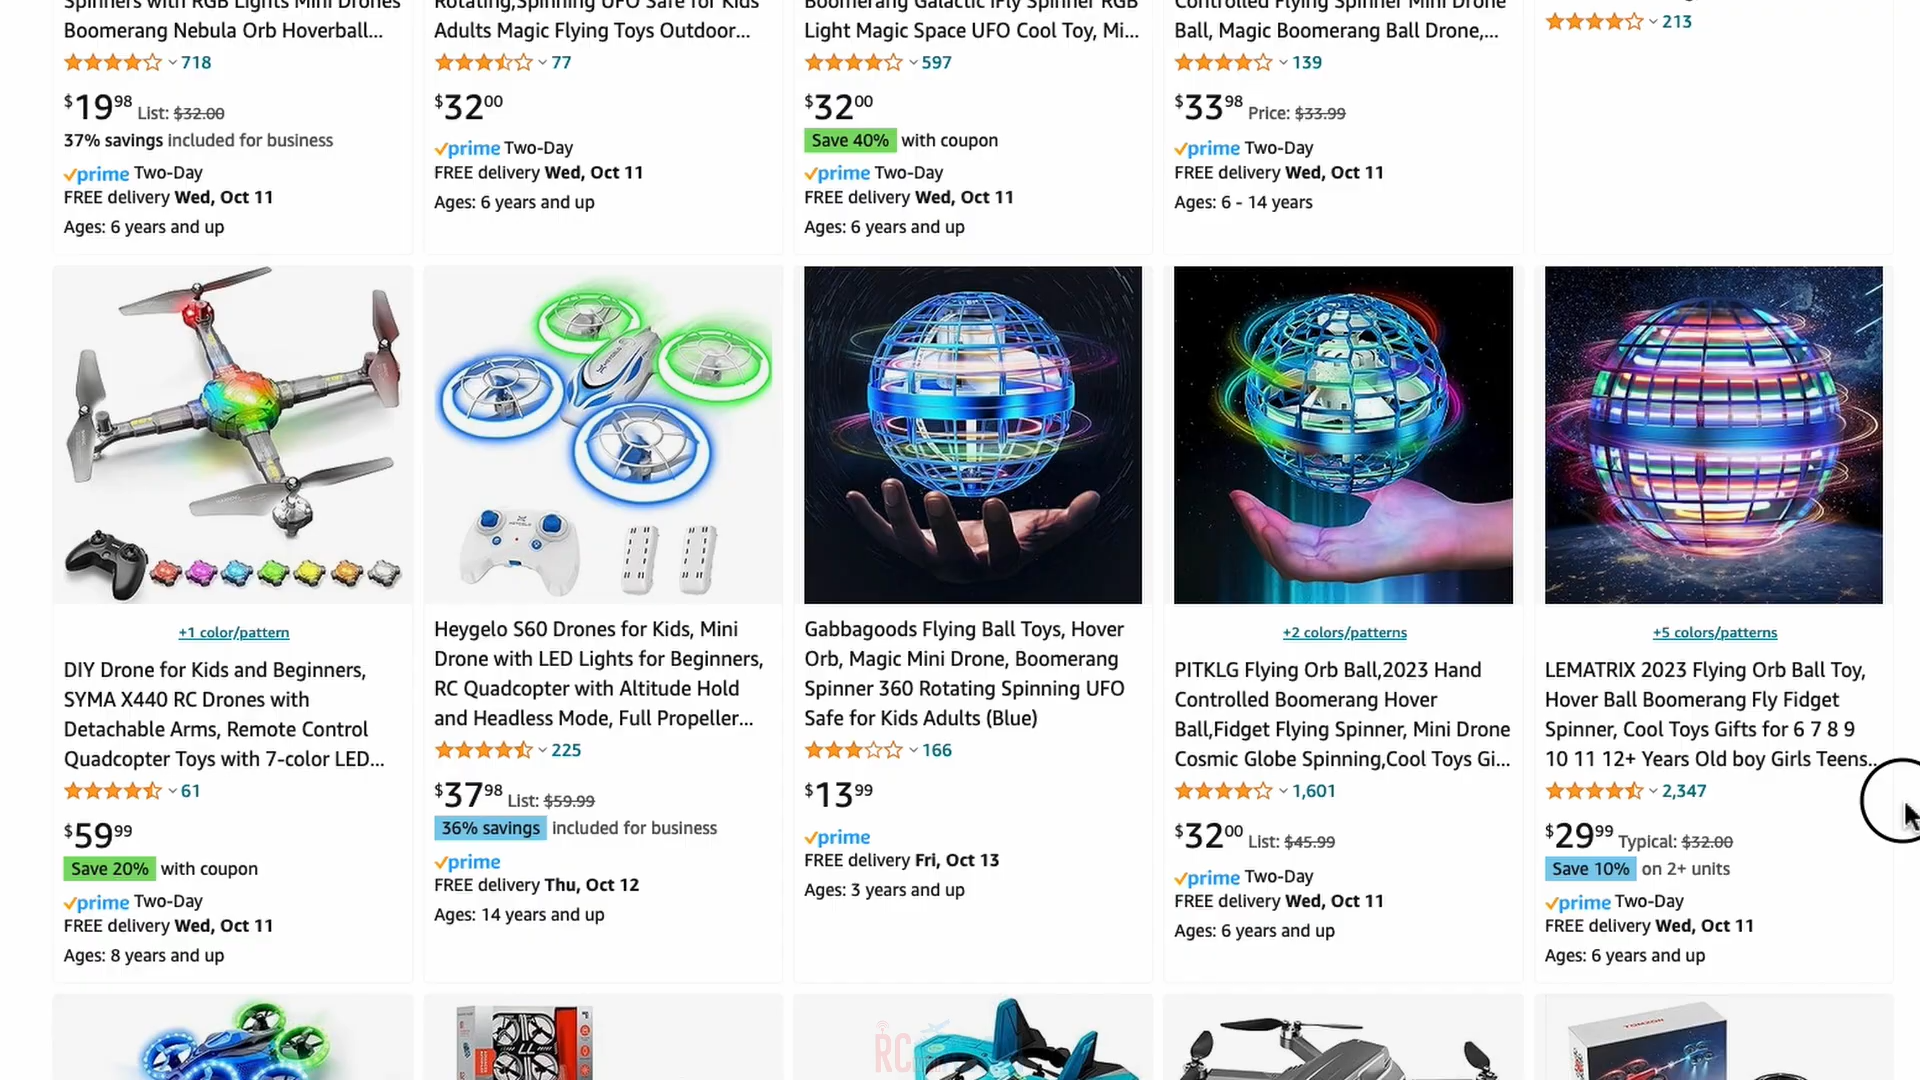 Spinners with RGB Lights Mini Drones
Boomerang Nebula Orb Hoverball...
718
$19.98 List: $32.00
37% savings included for business
prime Two-Day
FREE delivery Wed, Oct 11
Ages: 6 years and up
Rotating,Spinning UFO Safe for Kids
Adults Magic Flying Toys Outdoor...
77
$32.00
prime Two-Day
FREE delivery Wed, Oct 11
Ages: 6 years and up
Boomerang Galactic iFly Spinner RGB
Light Magic Space UFO Cool Toy, Mi...
597
$32.00
Save 40% with coupon
prime Two-Day
FREE delivery Wed, Oct 11
Ages: 6 years and up
Controlled Flying Spinner Mini Drone
Ball, Magic Boomerang Ball Drone,...
139
$33.98 Price: $33.99
prime Two-Day
FREE delivery Wed, Oct 11
Ages: 6 - 14 years
213
+1 color/pattern
DIY Drone for Kids and Beginners,
SYMA X440 RC Drones with
Detachable Arms, Remote Control
Quadcopter Toys with 7-color LED...
61
$59.99
Save 20% with coupon
prime Two-Day
FREE delivery Wed, Oct 11
Ages: 8 years and up
Heygelo S60 Drones for Kids, Mini
Drone with LED Lights for Beginners,
RC Quadcopter with Altitude Hold
and Headless Mode, Full Propeller...
225
$37.98 List: $59.99
36% savings included for business
prime
FREE delivery Thu, Oct 12
Ages: 14 years and up
Gabbagoods Flying Ball Toys, Hover
Orb, Magic Mini Drone, Boomerang
Spinner 360 Rotating Spinning UFO
Safe for Kids Adults (Blue)
166
$13.99
prime
FREE delivery Fri, Oct 13
Ages: 3 years and up
+2 colors/patterns
PITKLG Flying Orb Ball,2023 Hand
Controlled Boomerang Hover
Ball,Fidget Flying Spinner, Mini Drone
Cosmic Globe Spinning,Cool Toys Gi...
1,601
$32.00 List: $45.99
prime Two-Day
FREE delivery Wed, Oct 11
Ages: 6 years and up
+5 colors/patterns
LEMATRIX 2023 Flying Orb Ball Toy,
Hover Ball Boomerang Fly Fidget
Spinner, Cool Toys Gifts for 6 7 8 9
10 11 12+ Years Old boy Girls Teens...
2,347
$29.99 Typical: $32.00
Save 10% on 2+ units
prime Two-Day
FREE delivery Wed, Oct 11
Ages: 6 years and up
RC